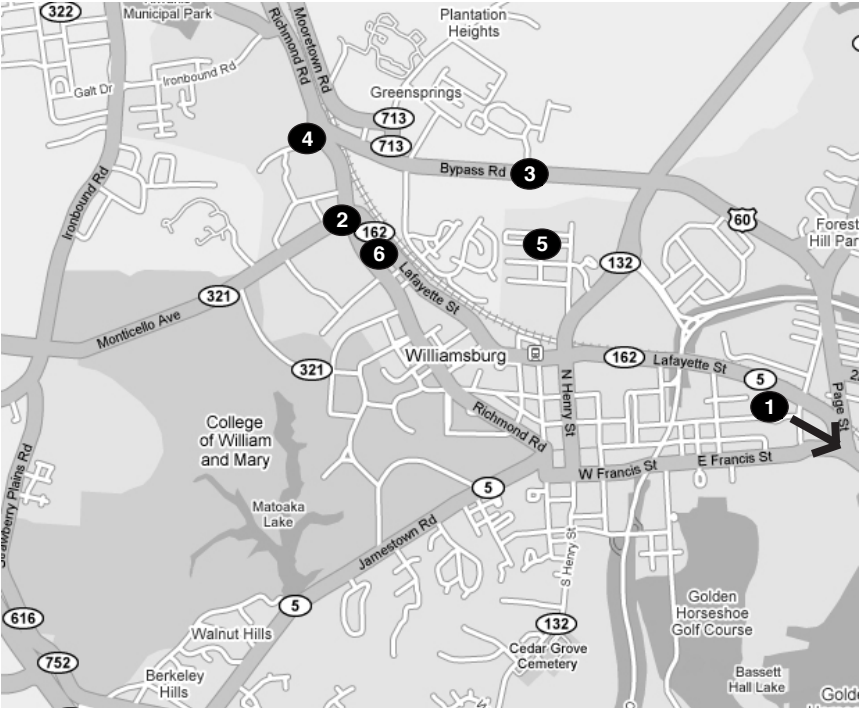 322
Municipal Park
Richmond Rd
Mooretown Rd
Plantation
Heights
Ironbound Rd
Galt Dr
Greensprings
713
4
713
Bypass Rd
3
Ironbound Rd
2
162
60
Forest
Hill Par
5
6
132
321
Lafayette St
Monticello Ave
Williamsburg
162
Lafayette St
321
5
N Henry St
1
Page St
College
of William
and Mary
Richmond Rd
W Francis St
E Francis St
5
Strawberry Plains Rd
Matoaka
Lake
Jamestown Rd
S Henry St
5
Golden
Horseshoe
Golf Course
616
Walnut Hills
132
Cedar Grove
Cemetery
752
Berkeley
Hills
Bassett
Hall Lake
Golde